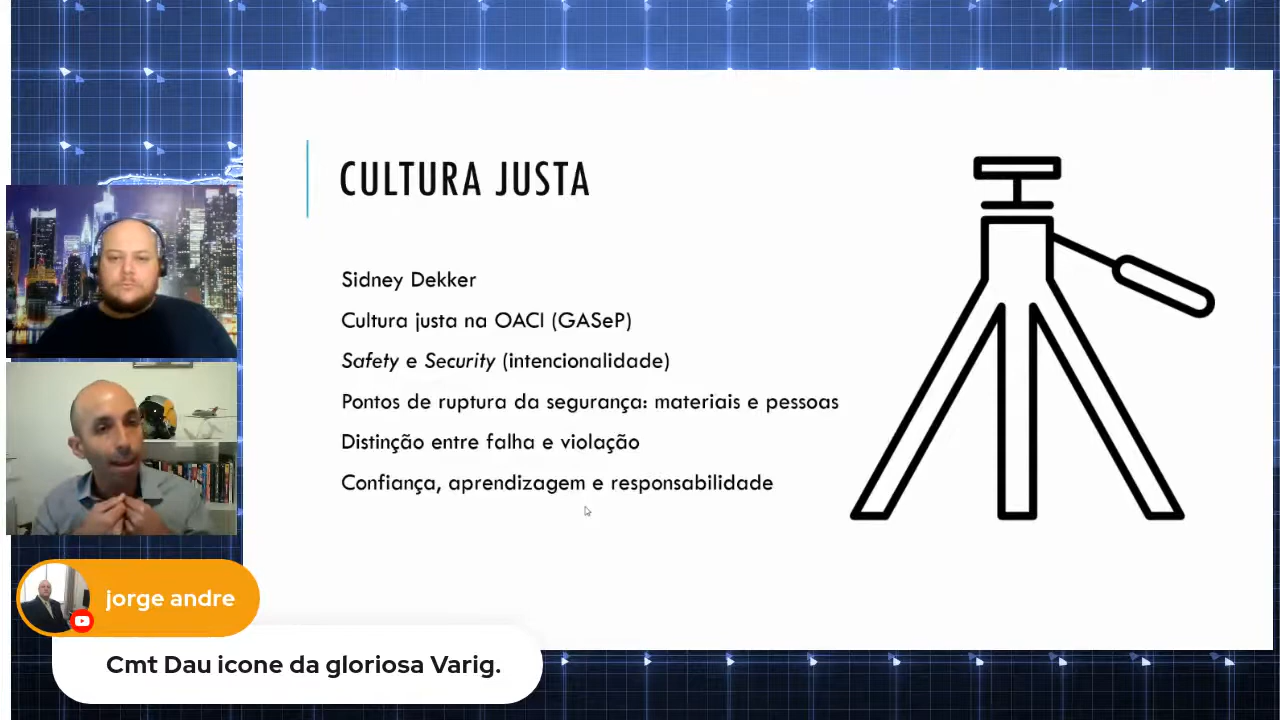 CULTURA JUSTA
Sidney Dekker
Cultura justa na OACI (GASeP)
Safety e Security (intencionalidade)
Pontos de ruptura da segurança: materiais e pessoas
Distinção entre falha e violação
Confiança, aprendizagem e responsabilidade
jorge andre
Cmt Dau icone da gloriosa Varig.